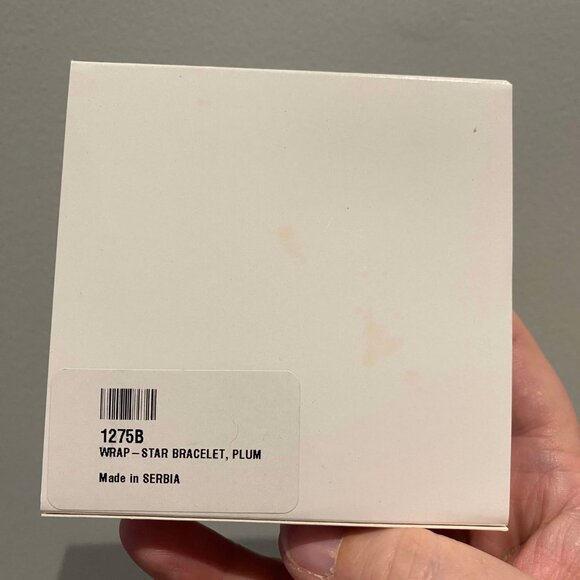 1275B
WRAP-STAR BRACELET, PLUM
Made in SERBIA